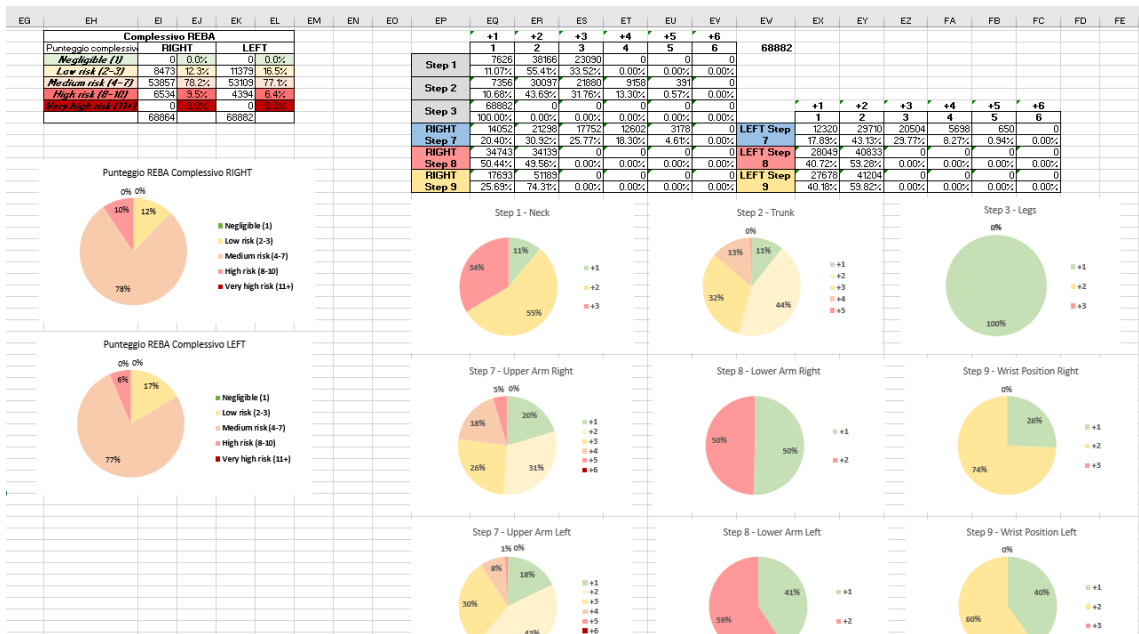 EG EH EI EJ EK EL EM EN EO EP EQ ER ES ET EU EV EW EX EY EZ FA FB FC FD FE
Complessivo REBA
Punteggio complessiv RIGHT LEFT
Negligible (1) 0 0.0% 0 0.0%
Low risk (2-3) 8473 12.3% 11379 16.5%
Medium risk (4-7) 53857 78.2% 53109 77.1%
High risk (8-10) 6534 9.5% 4394 6.4%
Very high risk (11+) 0 0.0% 0 0.0%
68864 68882
+1 +2 +3 +4 +5 +6
1 2 3 4 5 6 68882
Step 1 7626 38166 23090 0 0 0
11.07% 55.41% 33.52% 0.00% 0.00% 0.00%
Step 2 7356 30097 21880 9158 391 0
10.68% 43.69% 31.76% 13.30% 0.57% 0.00%
Step 3 68882 0 0 0 0 0
100.00% 0.00% 0.00% 0.00% 0.00% 0.00%
+1 +2 +3 +4 +5 +6
1 2 3 4 5 6
RIGHT Step 7 14052 21298 17752 12602 3178 0 LEFT Step 7 12320 29710 20504 5698 650 0
20.40% 30.92% 25.77% 18.30% 4.61% 0.00% 17.89% 43.13% 29.77% 8.27% 0.94% 0.00%
RIGHT Step 8 34743 34139 0 0 0 0 LEFT Step 8 28049 40833 0 0 0 0
50.44% 49.56% 0.00% 0.00% 0.00% 0.00% 40.72% 59.28% 0.00% 0.00% 0.00% 0.00%
RIGHT Step 9 17693 51189 0 0 0 0 LEFT Step 9 27678 41204 0 0 0 0
25.69% 74.31% 0.00% 0.00% 0.00% 0.00% 40.18% 59.82% 0.00% 0.00% 0.00% 0.00%
Punteggio REBA Complessivo RIGHT
0% 0%
10% 12%
78%
Negligible (1)
Low risk (2-3)
Medium risk (4-7)
High risk (8-10)
Very high risk (11+)
Punteggio REBA Complessivo LEFT
0% 0%
6% 17%
77%
Negligible (1)
Low risk (2-3)
Medium risk (4-7)
High risk (8-10)
Very high risk (11+)
Step 1 - Neck
11%
34%
55%
+1
+2
+3
Step 2 - Trunk
0%
13% 11%
32% 44%
+1
+2
+3
+4
+5
Step 3 - Legs
0%
100%
+1
+2
+3
Step 7 - Upper Arm Right
5% 0%
18% 20%
26% 31%
+1
+2
+3
+4
+5
+6
Step 8 - Lower Arm Right
50% 50%
+1
+2
Step 9 - Wrist Position Right
0%
26%
74%
+1
+2
+3
Step 7 - Upper Arm Left
1% 0%
8% 18%
30%
43%
+1
+2
+3
+4
+5
+6
Step 8 - Lower Arm Left
41%
59%
+1
+2
Step 9 - Wrist Position Left
0%
40%
60%
+1
+2
+3